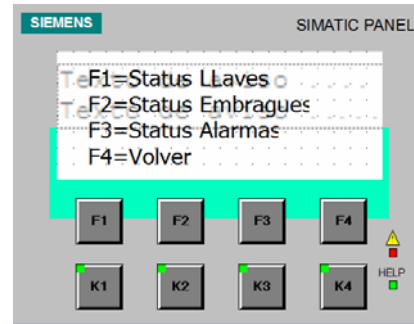 SIEMENS SIMATIC PANEL
F1=Status LLaves
F2=Status Embragues
F3=Status Alarmas
F4=Volver
F1 F2 F3 F4
HELP
K1 K2 K3 K4